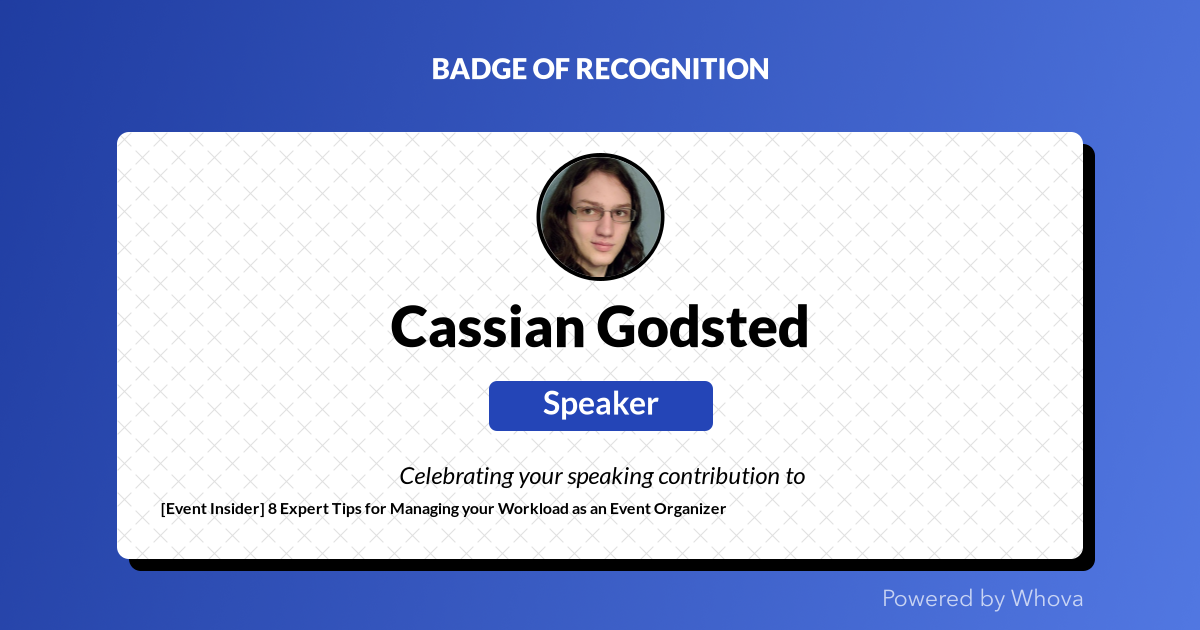 BADGE OF RECOGNITION
Cassian Godsted
Speaker
Celebrating your speaking contribution to
[Event Insider] 8 Expert Tips for Managing your Workload as an Event Organizer
Powered by Whova